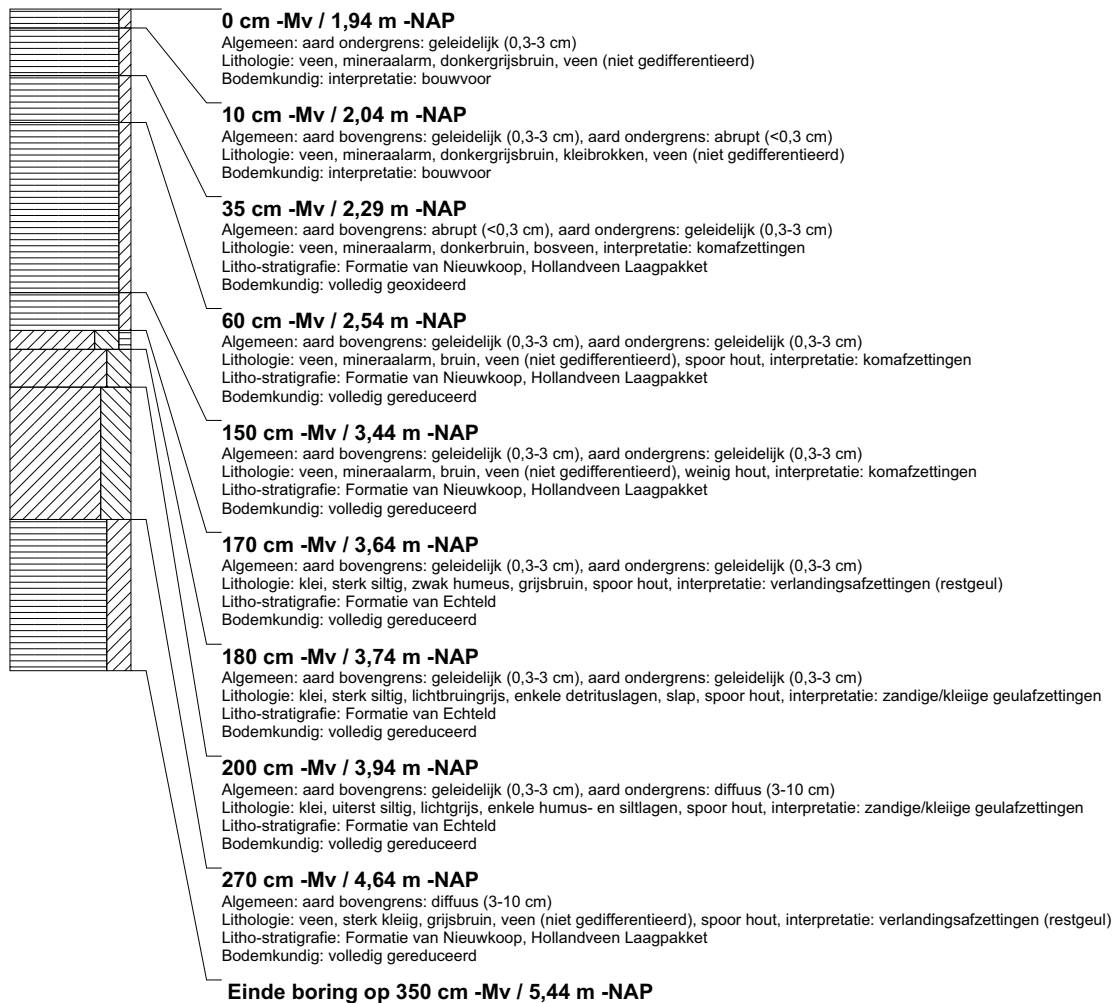 0 cm -Mv / 1,94 m -NAP
Algemeen: aard ondergrens: geleidelijk (0,3-3 cm)
Lithologie: veen, mineraalarm, donkergrijsbruin, veen (niet gedifferentieerd)
Bodemkundig: interpretatie: bouwvoor
10 cm -Mv / 2,04 m -NAP
Algemeen: aard bovengrens: geleidelijk (0,3-3 cm), aard ondergrens: abrupt (<0,3 cm)
Lithologie: veen, mineraalarm, donkergrijsbruin, kleibrokken, veen (niet gedifferentieerd)
Bodemkundig: interpretatie: bouwvoor
35 cm -Mv / 2,29 m -NAP
Algemeen: aard bovengrens: abrupt (<0,3 cm), aard ondergrens: geleidelijk (0,3-3 cm)
Lithologie: veen, mineraalarm, donkerbruin, bosveen, interpretatie: komafzettingen
Litho-stratigrafie: Formatie van Nieuwkoop, Hollandveen Laagpakket
Bodemkundig: volledig geoxideerd
60 cm -Mv / 2,54 m -NAP
Algemeen: aard bovengrens: geleidelijk (0,3-3 cm), aard ondergrens: geleidelijk (0,3-3 cm)
Lithologie: veen, mineraalarm, bruin, veen (niet gedifferentieerd), spoor hout, interpretatie: komafzettingen
Litho-stratigrafie: Formatie van Nieuwkoop, Hollandveen Laagpakket
Bodemkundig: volledig gereduceerd
150 cm -Mv / 3,44 m -NAP
Algemeen: aard bovengrens: geleidelijk (0,3-3 cm), aard ondergrens: geleidelijk (0,3-3 cm)
Lithologie: veen, mineraalarm, bruin, veen (niet gedifferentieerd), weinig hout, interpretatie: komafzettingen
Litho-stratigrafie: Formatie van Nieuwkoop, Hollandveen Laagpakket
Bodemkundig: volledig gereduceerd
170 cm -Mv / 3,64 m -NAP
Algemeen: aard bovengrens: geleidelijk (0,3-3 cm), aard ondergrens: geleidelijk (0,3-3 cm)
Lithologie: klei, sterk siltig, zwak humeus, grijsbruin, spoor hout, interpretatie: verlandingsafzettingen (restgeul)
Litho-stratigrafie: Formatie van Echteld
Bodemkundig: volledig gereduceerd
180 cm -Mv / 3,74 m -NAP
Algemeen: aard bovengrens: geleidelijk (0,3-3 cm), aard ondergrens: geleidelijk (0,3-3 cm)
Lithologie: klei, sterk siltig, lichtbruingrijs, enkele detrituslagen, slap, spoor hout, interpretatie: zandige/kleiige geulafzettingen
Litho-stratigrafie: Formatie van Echteld
Bodemkundig: volledig gereduceerd
200 cm -Mv / 3,94 m -NAP
Algemeen: aard bovengrens: geleidelijk (0,3-3 cm), aard ondergrens: diffuus (3-10 cm)
Lithologie: klei, uiterst siltig, lichtgrijs, enkele humus- en siltlagen, spoor hout, interpretatie: zandige/kleiige geulafzettingen
Litho-stratigrafie: Formatie van Echteld
Bodemkundig: volledig gereduceerd
270 cm -Mv / 4,64 m -NAP
Algemeen: aard bovengrens: diffuus (3-10 cm)
Lithologie: veen, sterk kleiig, grijsbruin, veen (niet gedifferentieerd), spoor hout, interpretatie: verlandingsafzettingen (restgeul)
Litho-stratigrafie: Formatie van Nieuwkoop, Hollandveen Laagpakket
Bodemkundig: volledig gereduceerd
Einde boring op 350 cm -Mv / 5,44 m -NAP